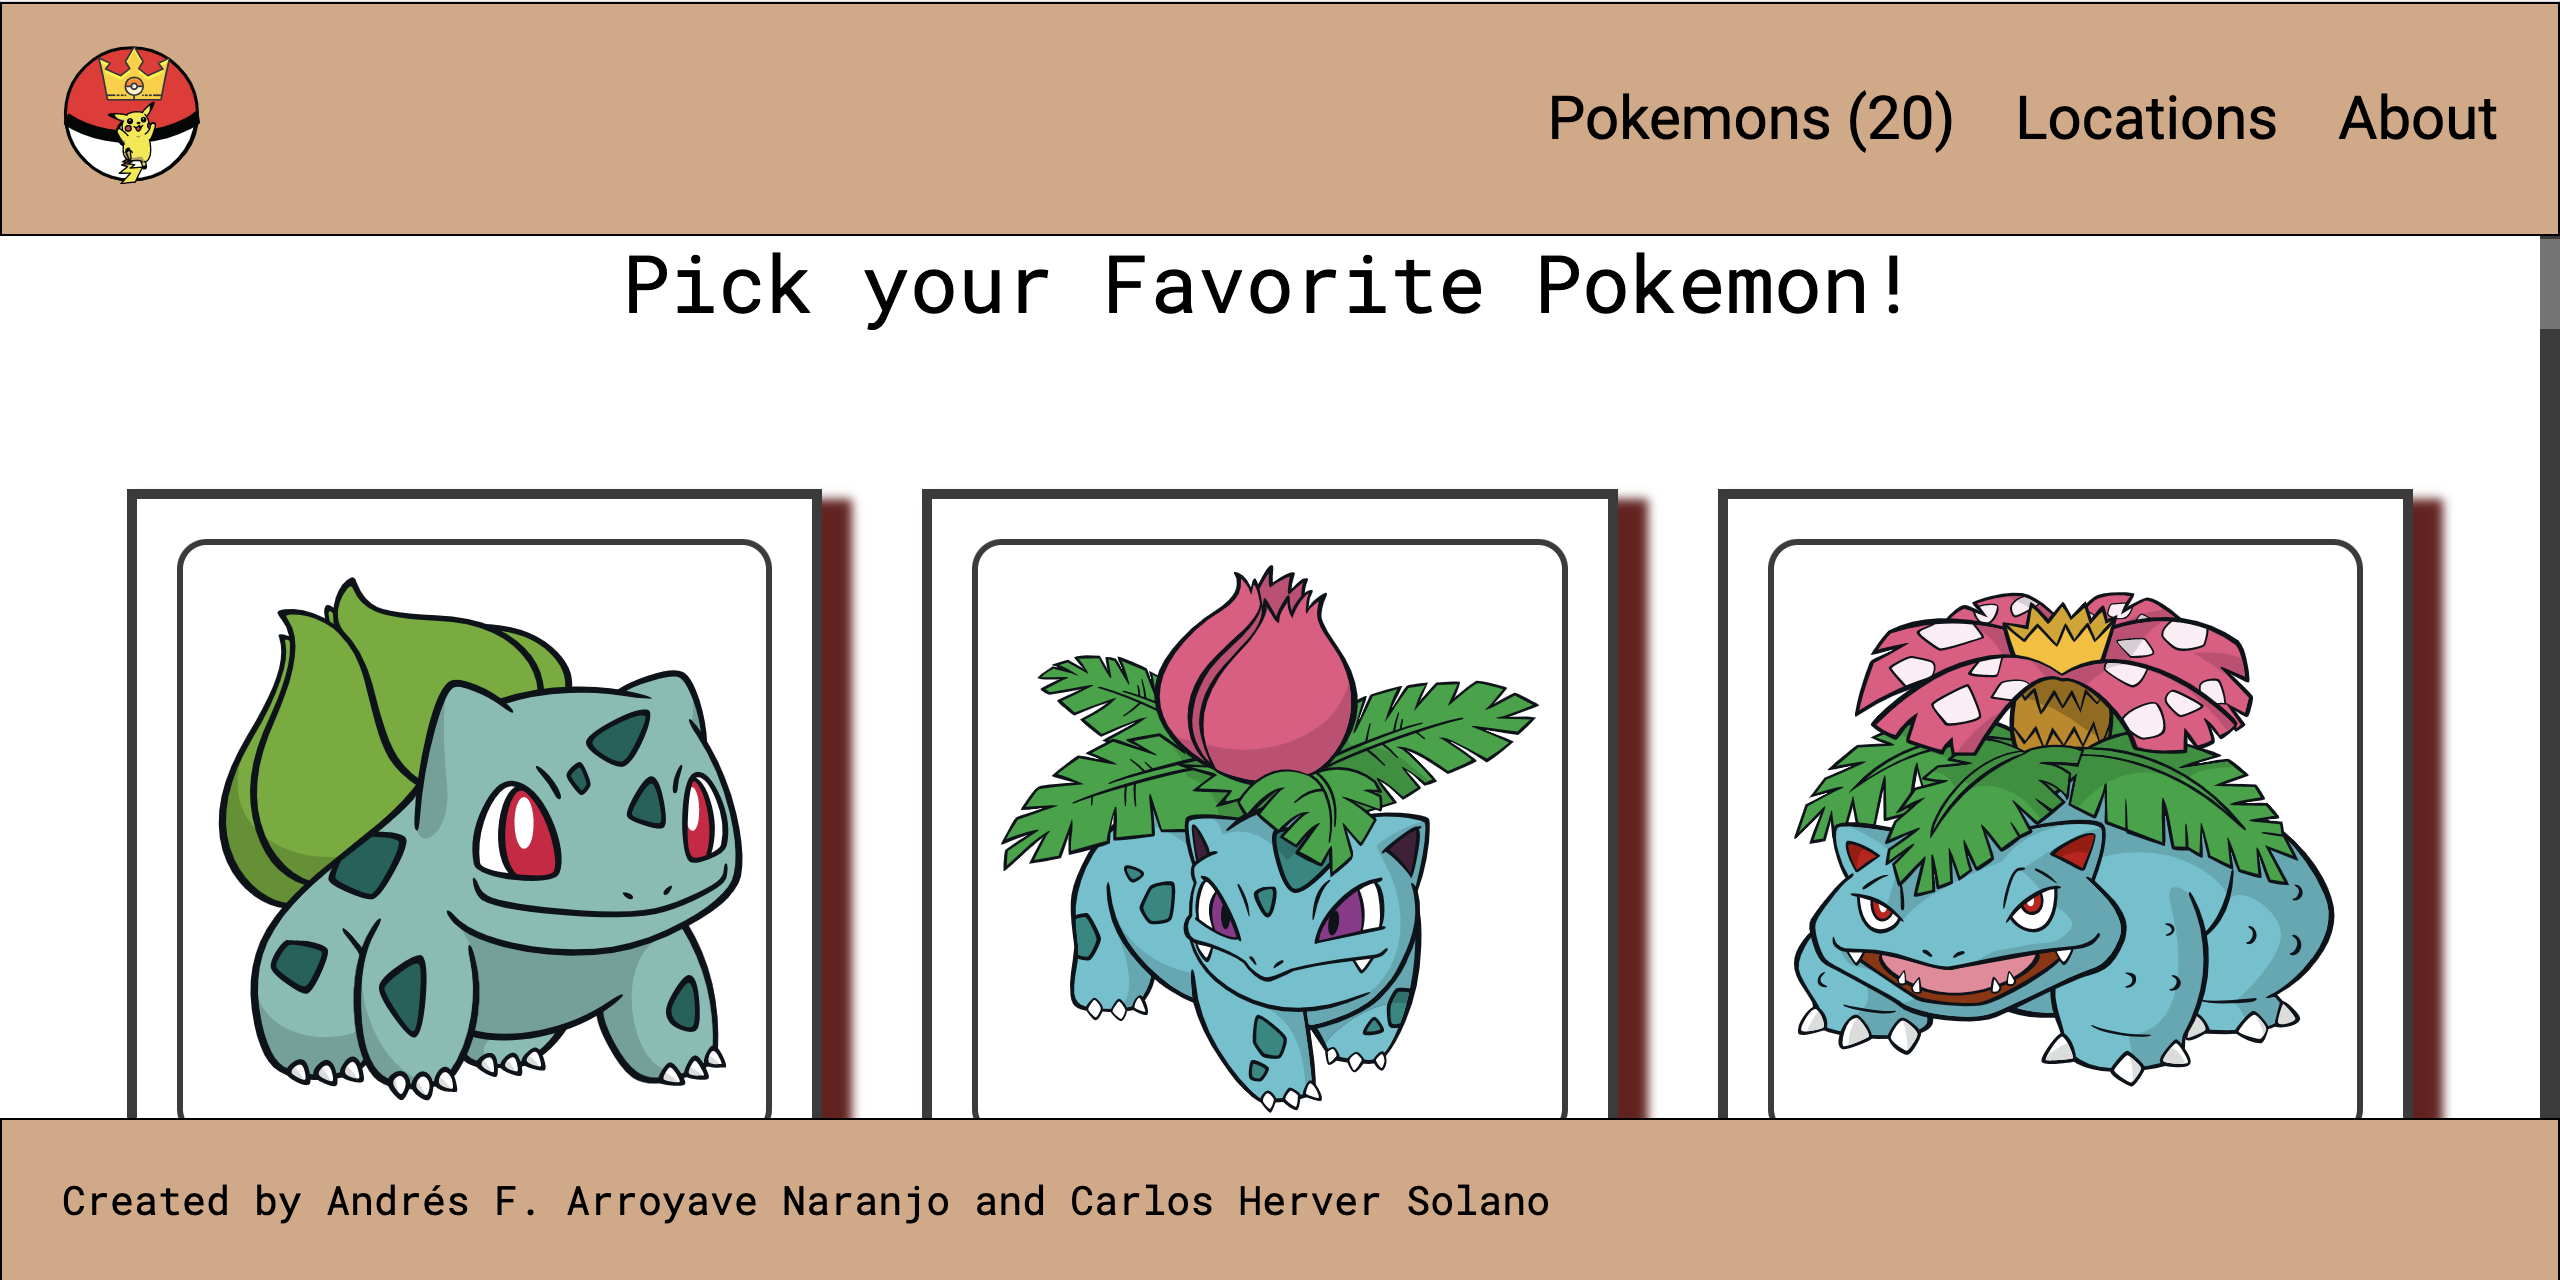 Pokemons (20) Locations About
Pick your Favorite Pokemon!
Created by Andrés F. Arroyave Naranjo and Carlos Herver Solano